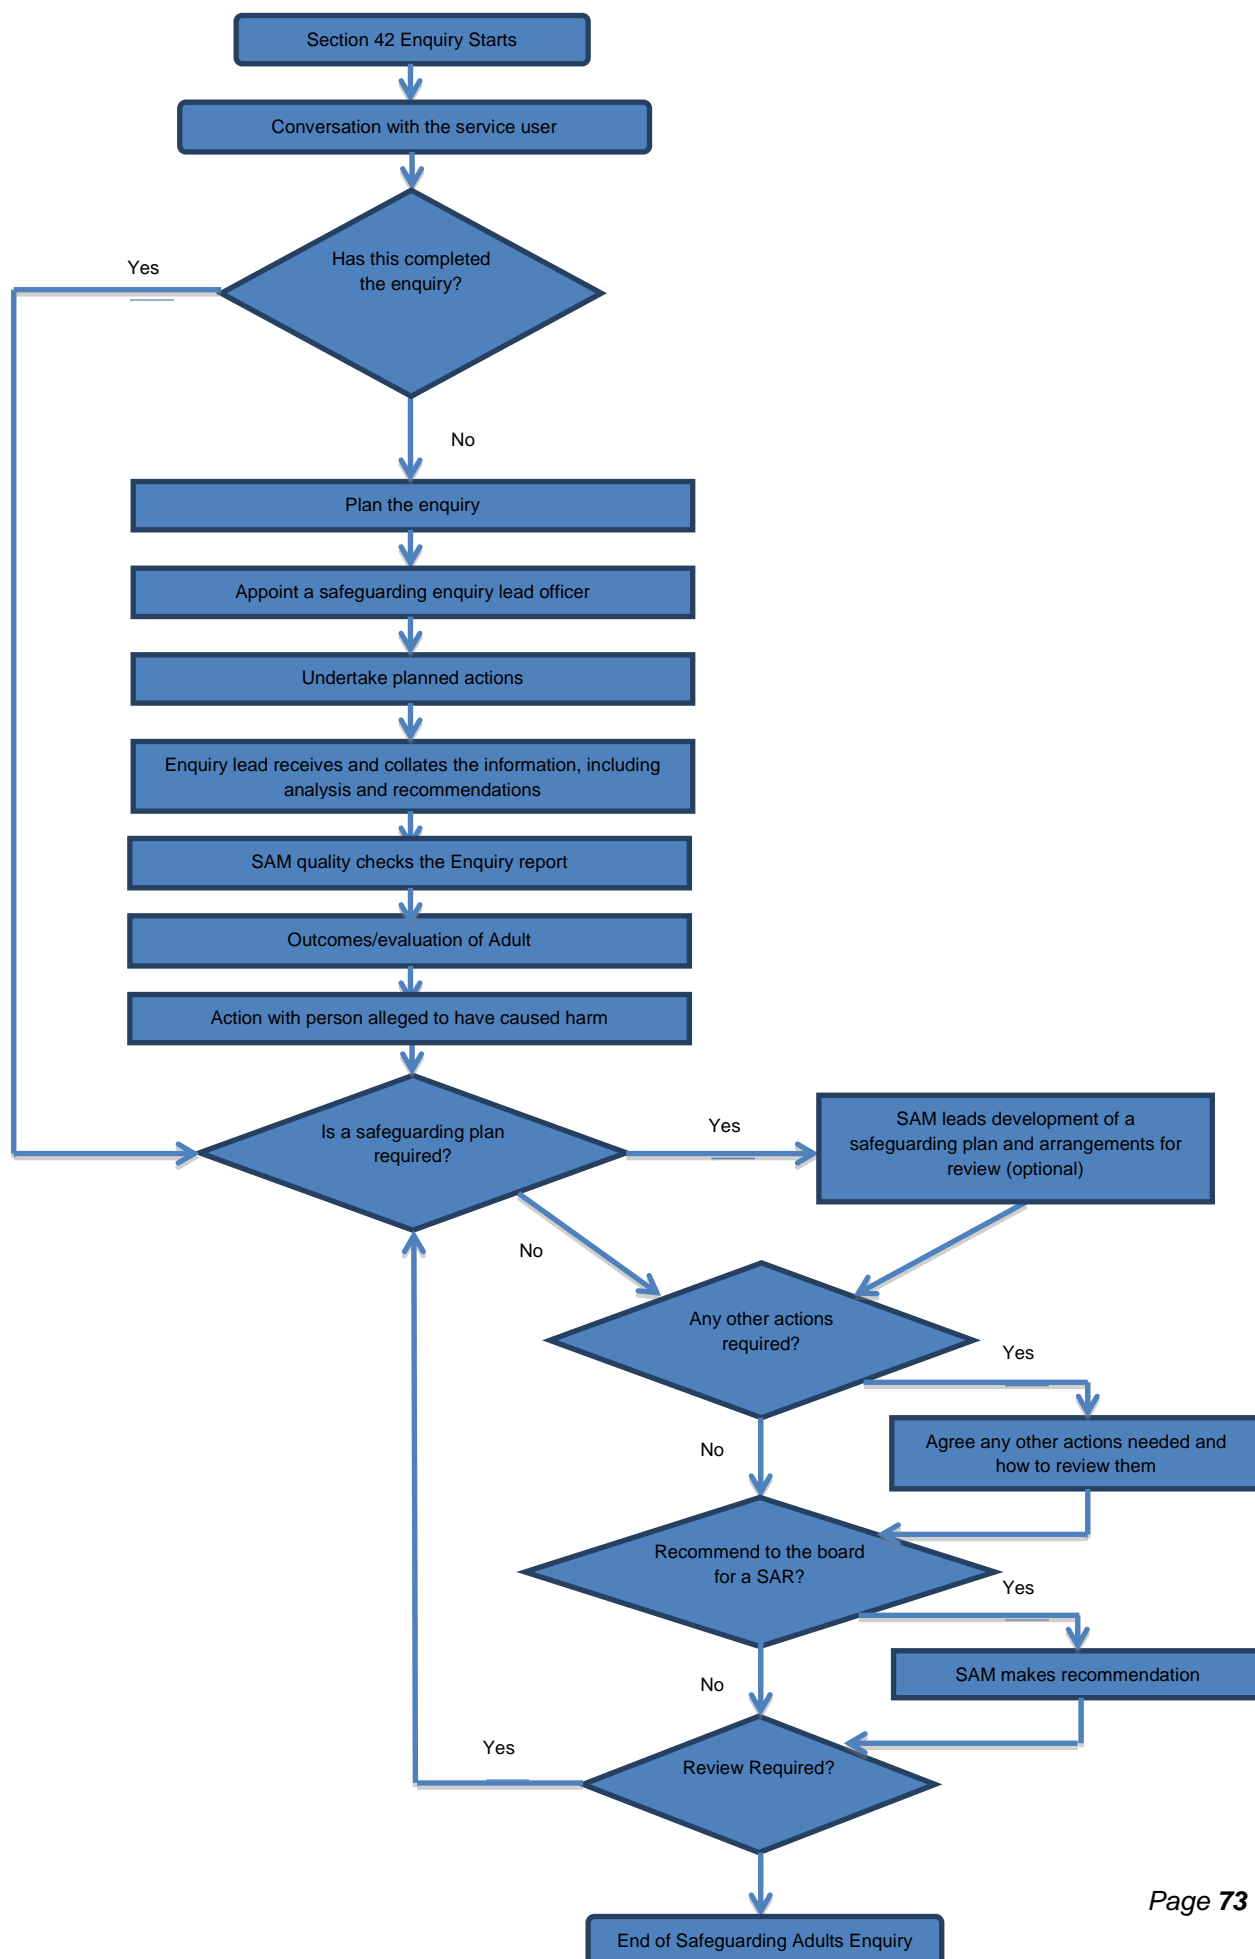 Section 42 Enquiry Starts
Conversation with the service user
Has this completed
the enquiry?
Yes
No
Plan the enquiry
Appoint a safeguarding enquiry lead officer
Undertake planned actions
Enquiry lead receives and collates the information, including
analysis and recommendations
SAM quality checks the Enquiry report
Outcomes/evaluation of Adult
Action with person alleged to have caused harm
Is a safeguarding plan
required?
Yes
SAM leads development of a
safeguarding plan and arrangements for
review (optional)
No
Any other actions
required?
Yes
Agree any other actions needed and
how to review them
No
Recommend to the board
for a SAR?
Yes
SAM makes recommendation
No
Review Required?
Yes
End of Safeguarding Adults Enquiry
Page 73